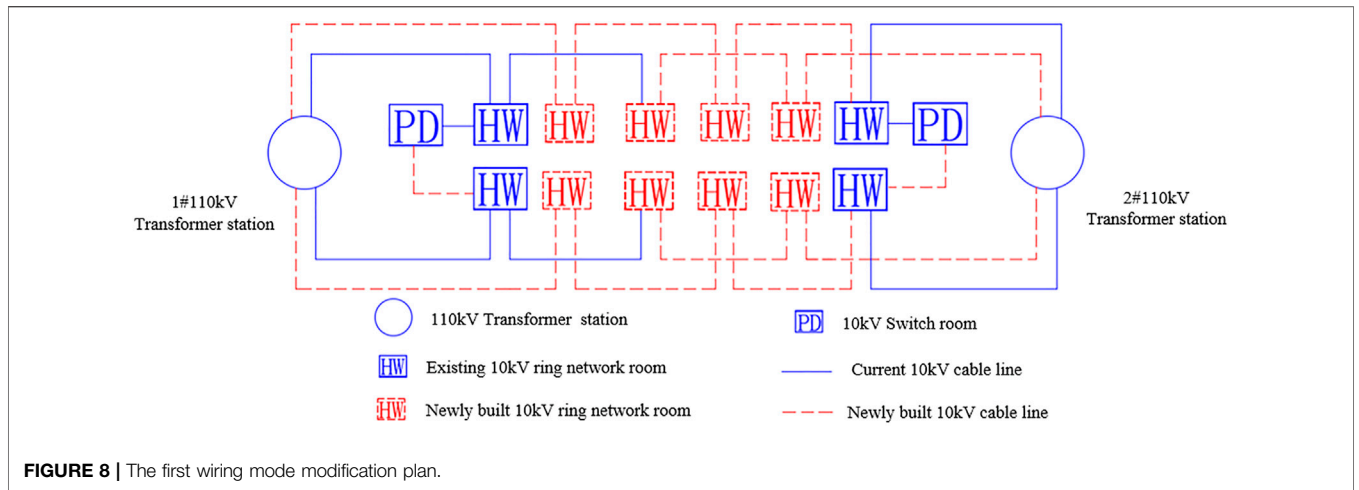 PD HW HW HW HW HW HW PD
HW HW HW HW HW HW
1#110kV
Transformer station
2#110kV
Transformer station
110kV Transformer station
PD 10kV Switch room
HW Existing 10kV ring network room
Current 10kV cable line
HW Newly built 10kV ring network room
Newly built 10kV cable line
FIGURE 8 | The first wiring mode modification plan.